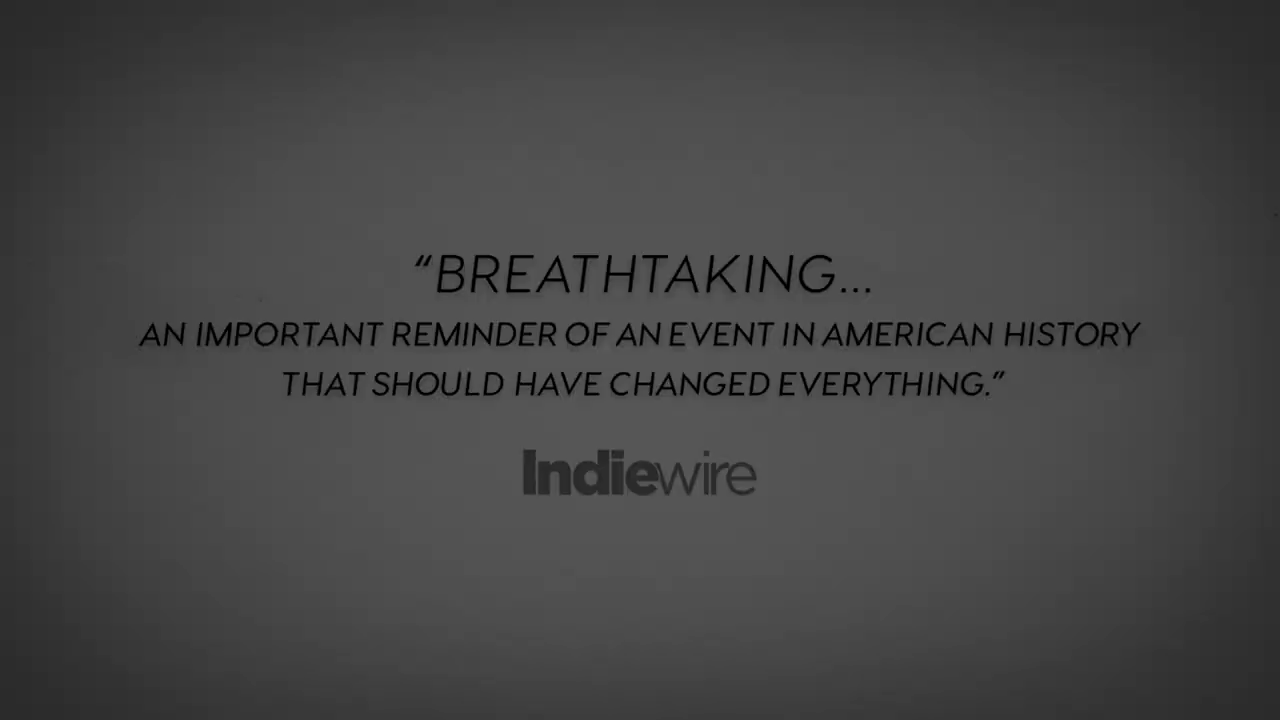 “BREATHTAKING...
AN IMPORTANT REMINDER OF AN EVENT IN AMERICAN HISTORY
THAT SHOULD HAVE CHANGED EVERYTHING.”
Indiewire